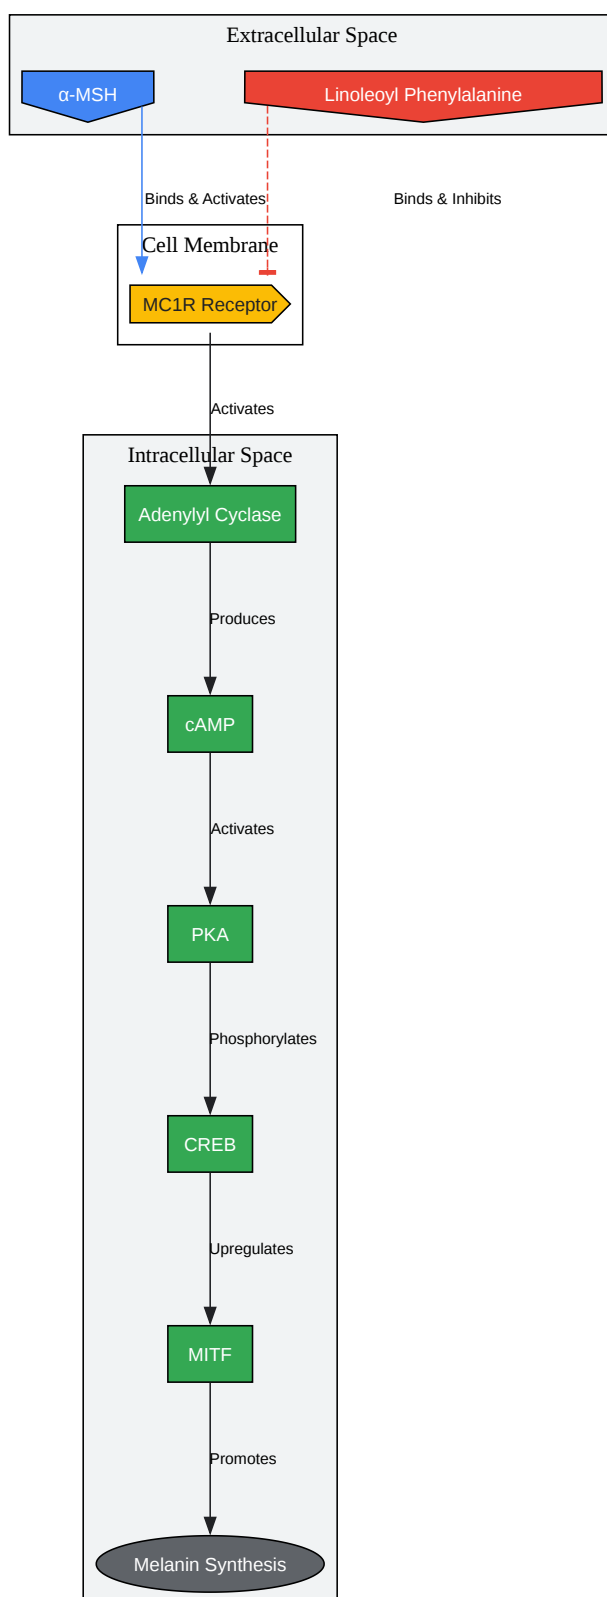 Extracellular Space
α-MSH
Linoleoyl Phenylalanine
Binds & Activates
Binds & Inhibits
Cell Membrane
MC1R Receptor
Activates
Intracellular Space
Adenylyl Cyclase
Produces
cAMP
Activates
PKA
Phosphorylates
CREB
Upregulates
MITF
Promotes
Melanin Synthesis